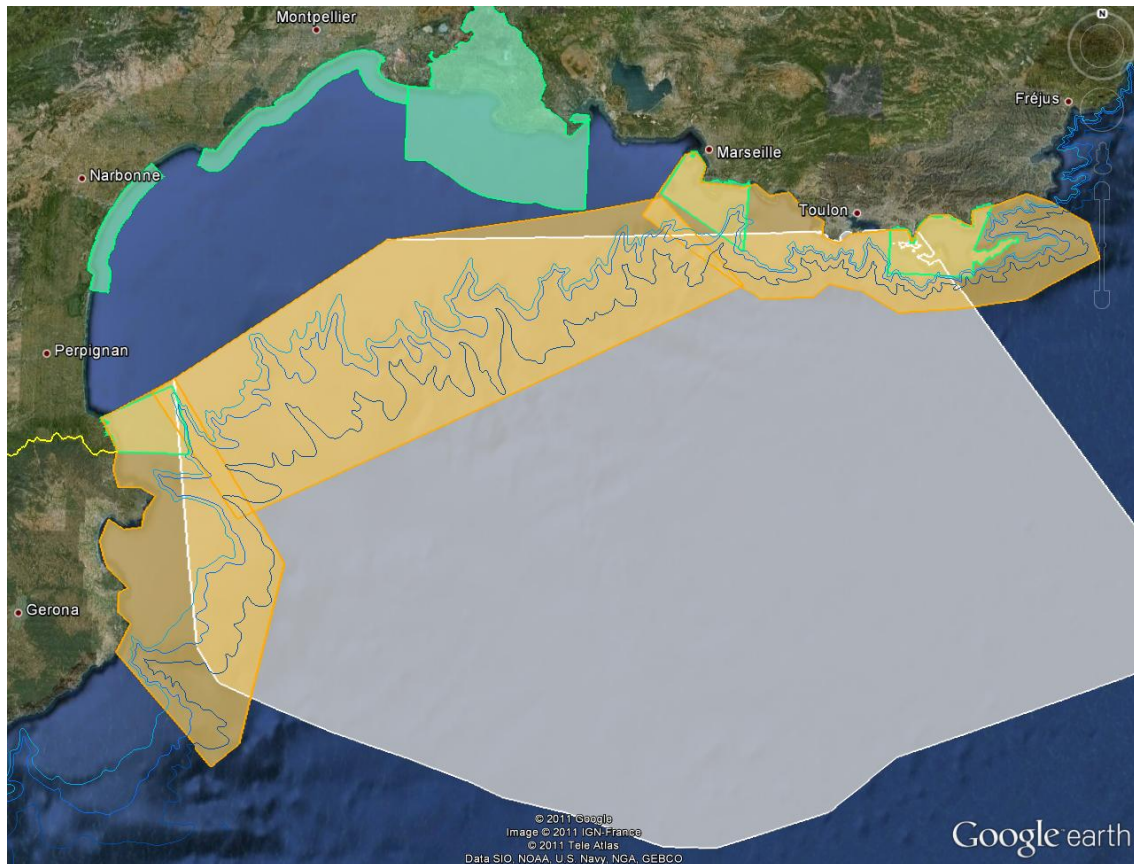 Montpellier
N
Fréjus
Marseille
Narbonne
Toulon
Perpignan
Gerona
© 2011 Google
Image © 2011 IGN-France
© 2011 Tele Atlas
Data SIO, NOAA, U.S. Navy, NGA, GEBCO
Google earth